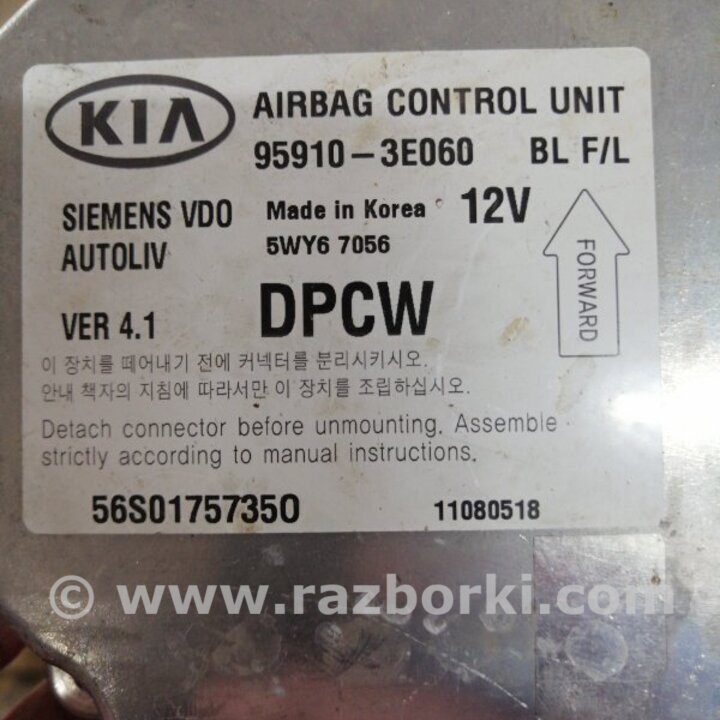 KIA AIRBAG CONTROL UNIT
95910-3E060 BL F/L
SIEMENS VDO Made in Korea 12V
AUTOLIV 5WY6 7056
FORWARD
VER 4.1 DPCW
이 장치를 떼어내기 전에 커넥터를 분리시키시오.
안내 책자의 지침에 따라서만 이 장치를 조립하십시오.
Detach connector before unmounting. Assemble
strictly according to manual instructions.
56S01757350 11080518
© www.razborki.com